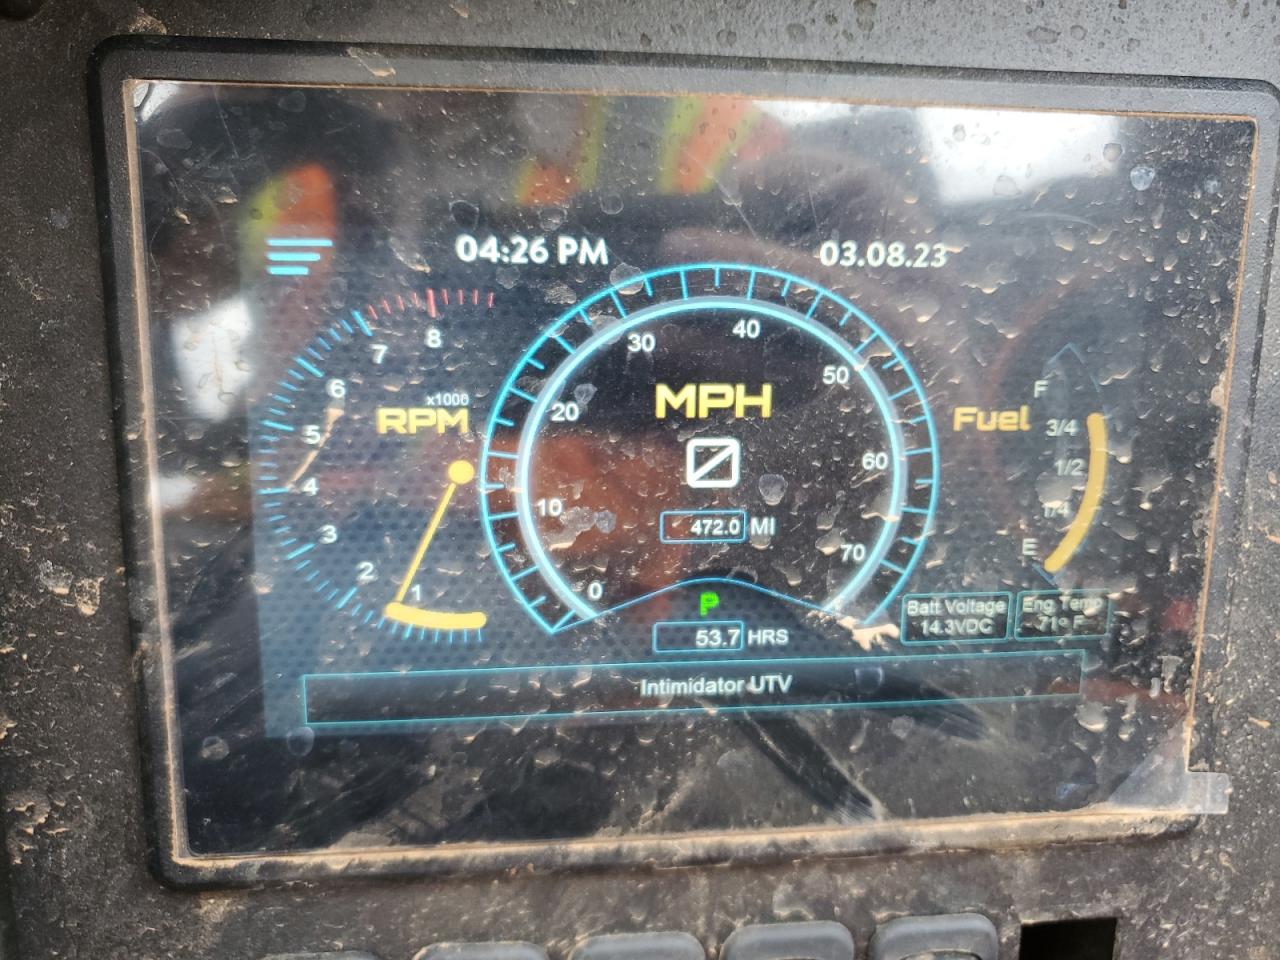 04:26 PM
03.08.23
8
7
6
5
4
3
2
1
x1000
RPM
0
10
20
30
40
50
60
70
MPH
472.0 MI
P
53.7 HRS
Fuel
F
3/4
1/2
1/4
E
Batt Voltage
14.3VDC
Eng Temp
71° F
Intimidator UTV